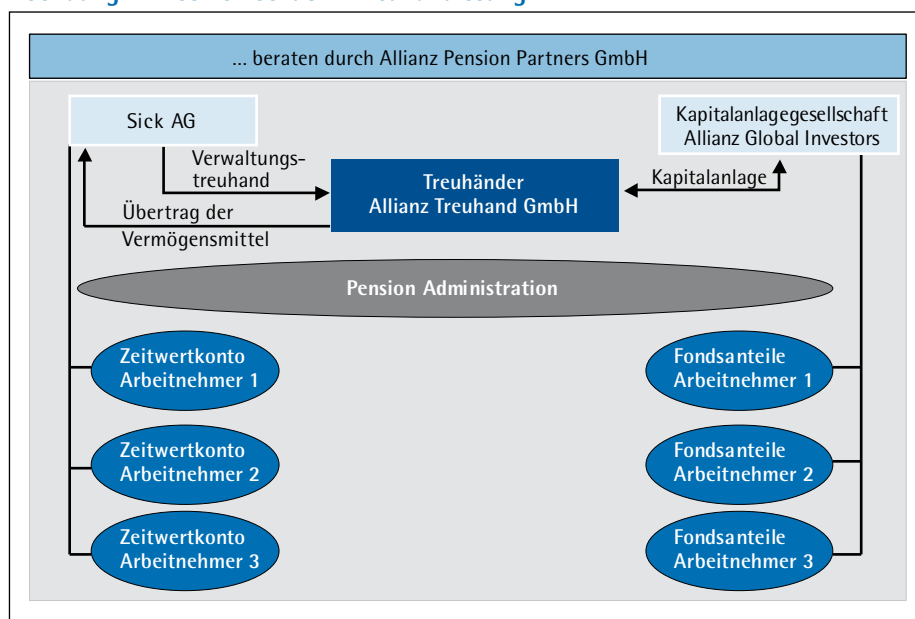 ... beraten durch Allianz Pension Partners GmbH
Sick AG
Kapitalanlagegesellschaft
Allianz Global Investors
Verwaltungs-
treuhand
Treuhänder
Allianz Treuhand GmbH
Kapitalanlage
Übertrag der
Vermögensmittel
Pension Administration
Zeitwertkonto
Arbeitnehmer 1
Fondsanteile
Arbeitnehmer 1
Zeitwertkonto
Arbeitnehmer 2
Fondsanteile
Arbeitnehmer 2
Zeitwertkonto
Arbeitnehmer 3
Fondsanteile
Arbeitnehmer 3